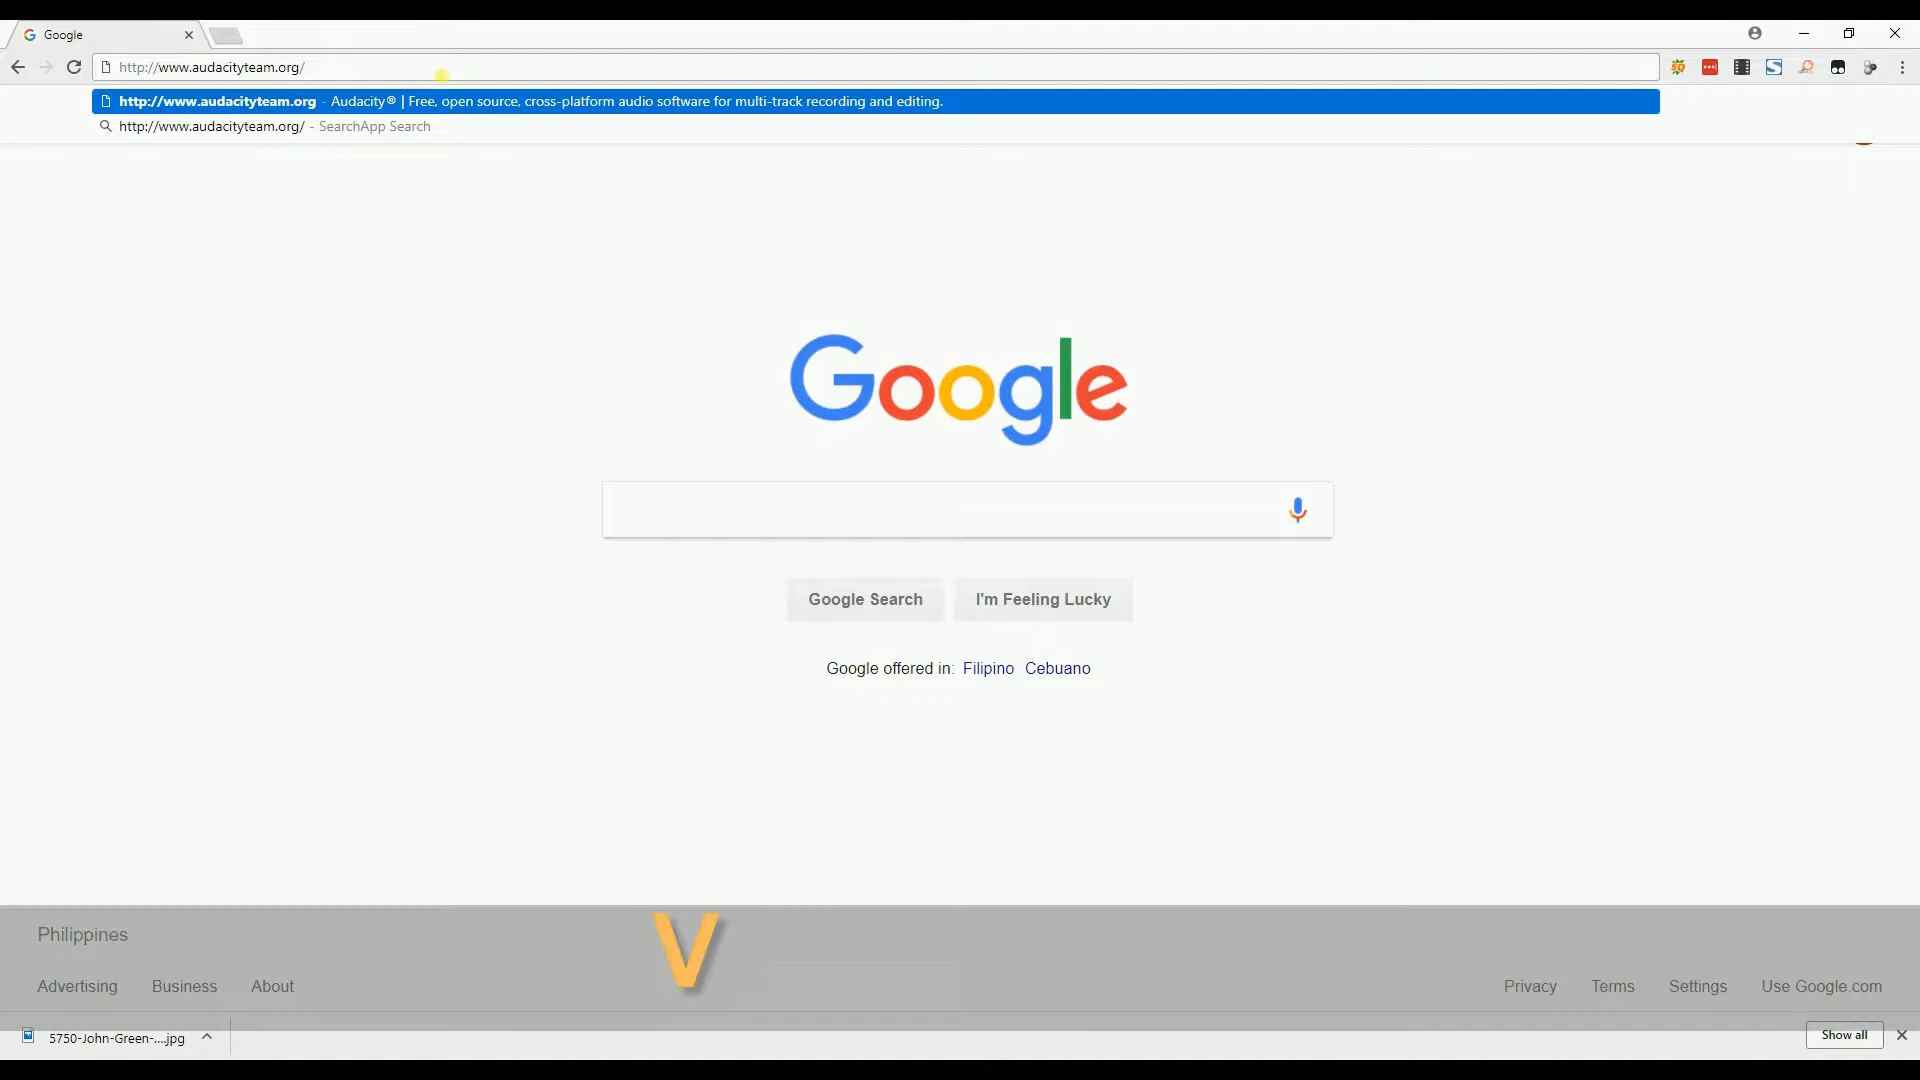 Google
http://www.audacityteam.org/
http://www.audacityteam.org - Audacity® | Free, open source, cross-platform audio software for multi-track recording and editing.
http://www.audacityteam.org/ - SearchApp Search
Google
Google Search I'm Feeling Lucky
Google offered in: Filipino Cebuano
Philippines
V
Advertising Business About Privacy Terms Settings Use Google.com
5750-John-Green-....jpg Show all